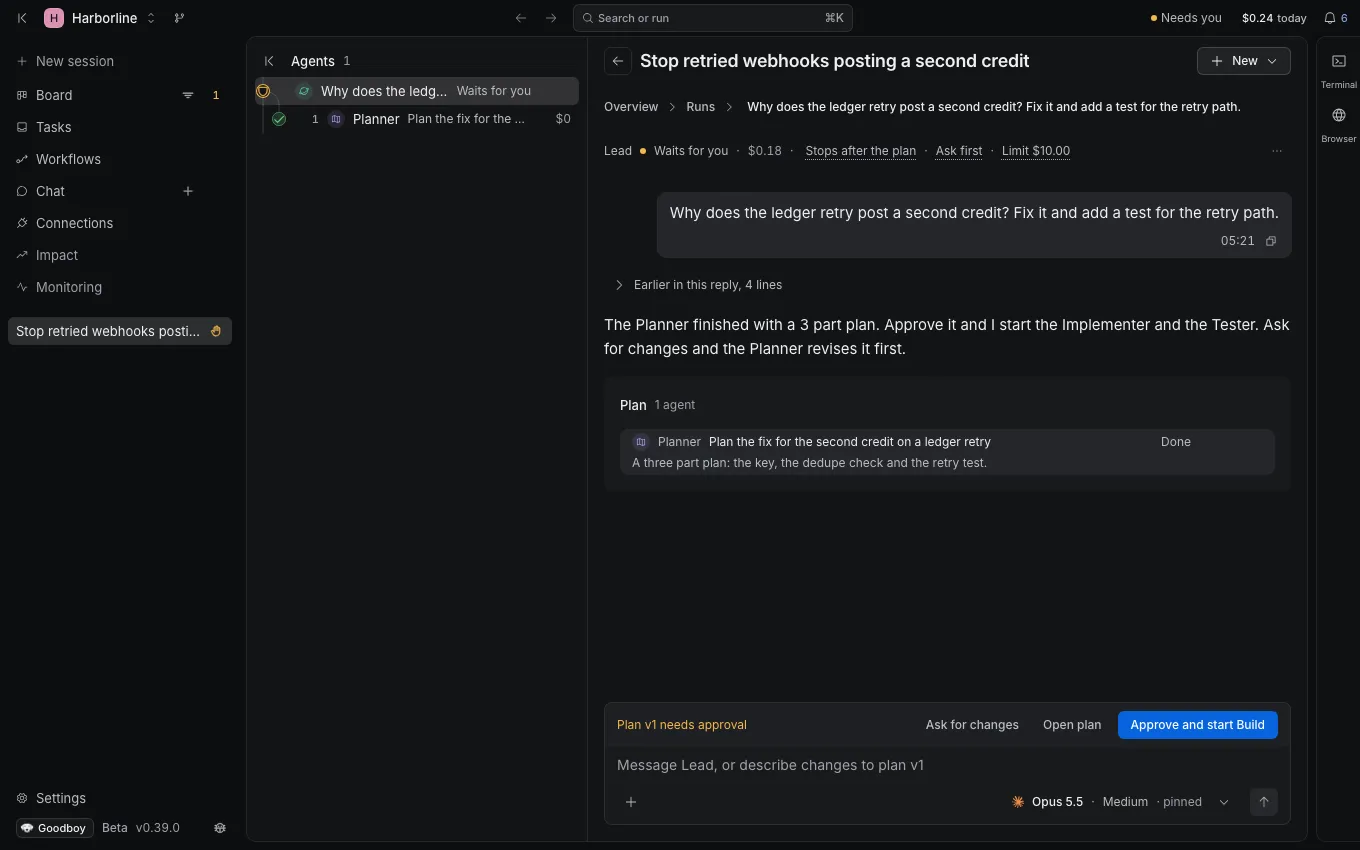 H Harborline
Search or run ⌘K
Needs you $0.24 today 6
New session
Board 1
Tasks
Workflows
Chat
Connections
Impact
Monitoring
Stop retried webhooks posti...
Settings
Goodboy Beta v0.39.0
Agents 1
Why does the ledg... Waits for you
1 Planner Plan the fix for the ... $0
Stop retried webhooks posting a second credit
New
Overview Runs Why does the ledger retry post a second credit? Fix it and add a test for the retry path.
Lead Waits for you · $0.18 · Stops after the plan · Ask first · Limit $10.00
Why does the ledger retry post a second credit? Fix it and add a test for the retry path.
05:21
Earlier in this reply, 4 lines
The Planner finished with a 3 part plan. Approve it and I start the Implementer and the Tester. Ask
for changes and the Planner revises it first.
Plan 1 agent
Planner Plan the fix for the second credit on a ledger retry Done
A three part plan: the key, the dedupe check and the retry test.
Plan v1 needs approval Ask for changes Open plan Approve and start Build
Message Lead, or describe changes to plan v1
Opus 5.5 · Medium · pinned
Terminal
Browser